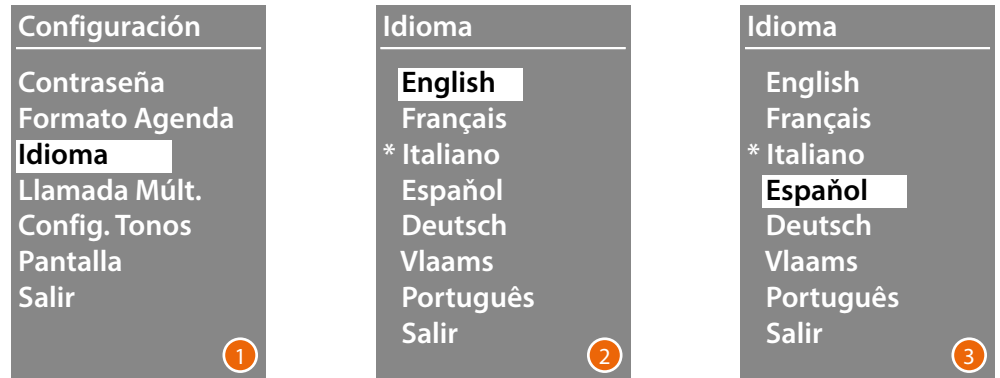 Configuración
Contraseña
Formato Agenda
Idioma
Llamada Múlt.
Config. Tonos
Pantalla
Salir
1
Idioma
English
Français
* Italiano
Espaňol
Deutsch
Vlaams
Português
Salir
2
Idioma
English
Français
* Italiano
Espaňol
Deutsch
Vlaams
Português
Salir
3